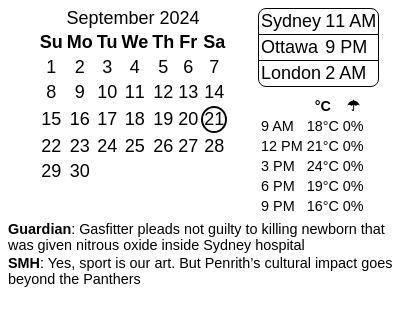 September 2024
Su Mo Tu We Th Fr Sa
1 2 3 4 5 6 7
8 9 10 11 12 13 14
15 16 17 18 19 20 21
22 23 24 25 26 27 28
29 30
Sydney 11 AM
Ottawa 9 PM
London 2 AM
°C ☂
9 AM 18°C 0%
12 PM 21°C 0%
3 PM 24°C 0%
6 PM 19°C 0%
9 PM 16°C 0%
Guardian: Gasfitter pleads not guilty to killing newborn that
was given nitrous oxide inside Sydney hospital
SMH: Yes, sport is our art. But Penrith’s cultural impact goes
beyond the Panthers